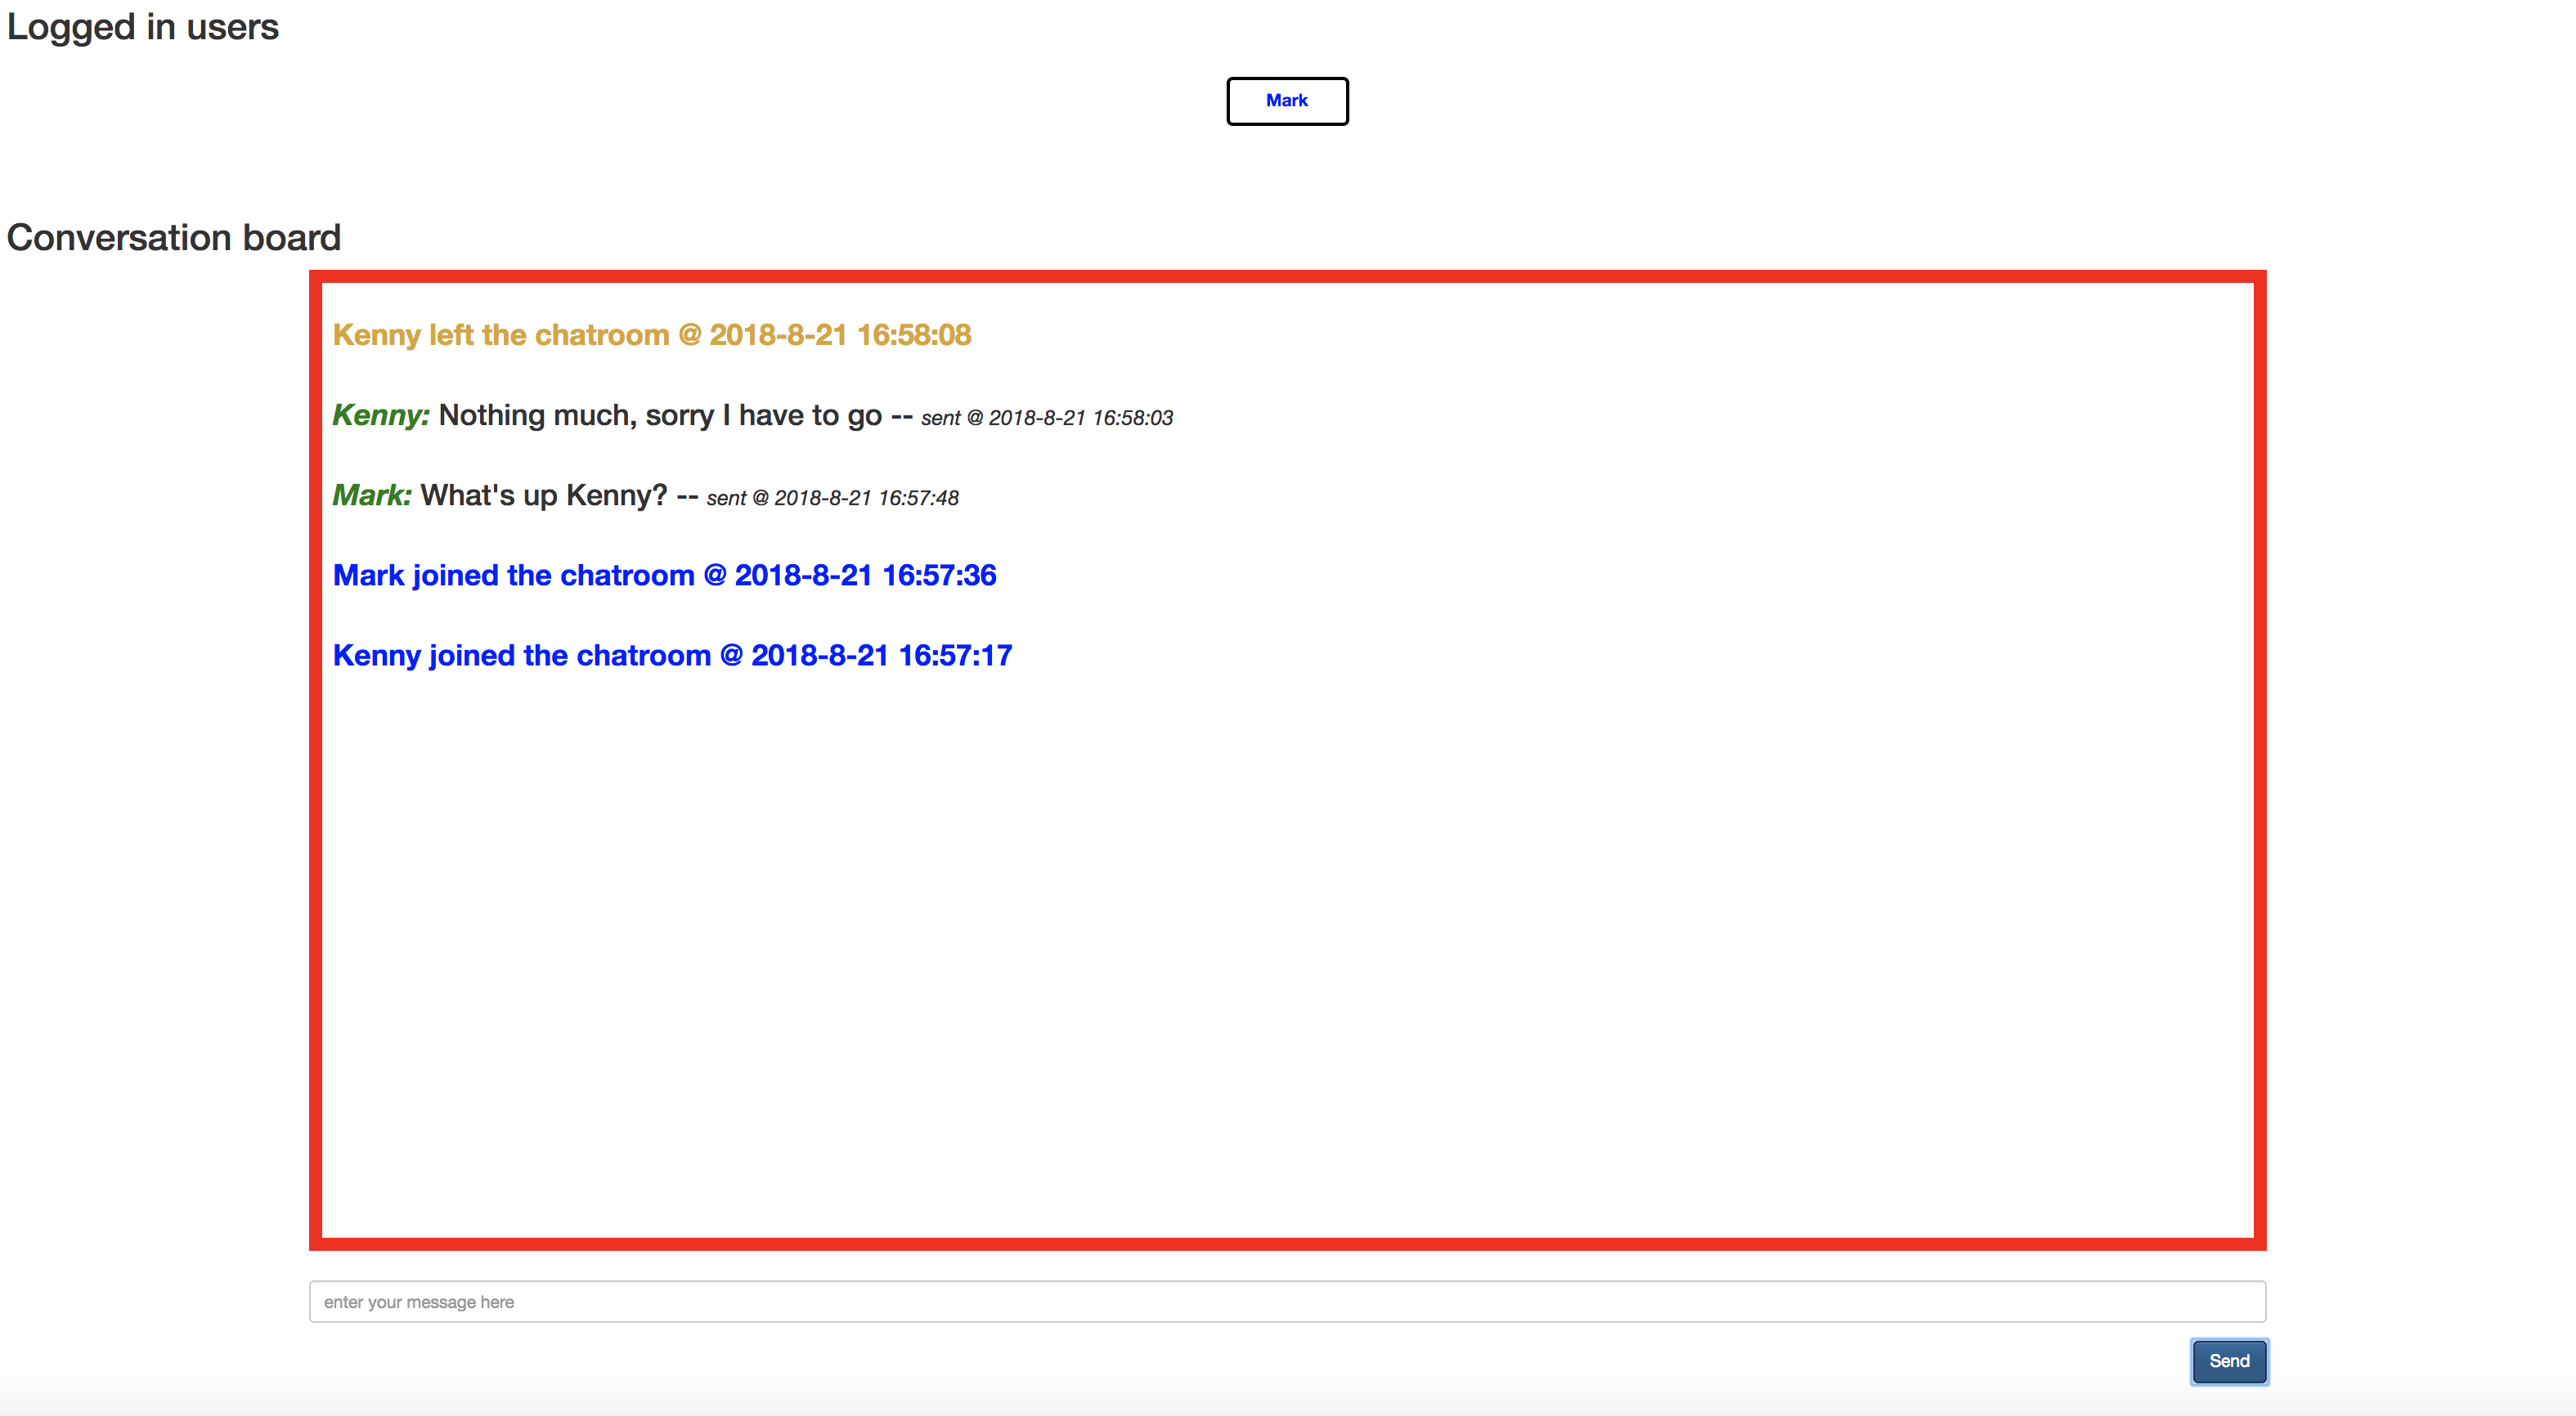 Logged in users
Mark
Conversation board
Kenny left the chatroom @ 2018-8-21 16:58:08
Kenny: Nothing much, sorry I have to go -- sent @ 2018-8-21 16:58:03
Mark: What's up Kenny? -- sent @ 2018-8-21 16:57:48
Mark joined the chatroom @ 2018-8-21 16:57:36
Kenny joined the chatroom @ 2018-8-21 16:57:17
enter your message here
Send